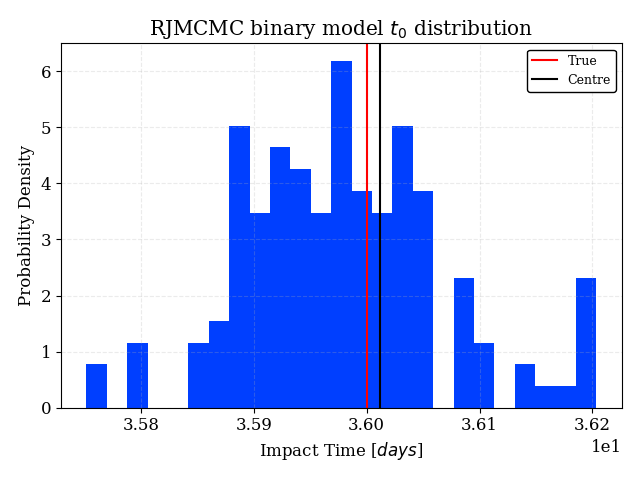 RJMCMC binary model t₀ distribution
True
Centre
Probability Density
6
5
4
3
2
1
0
3.58 3.59 3.60 3.61 3.62
1e1
Impact Time [days]